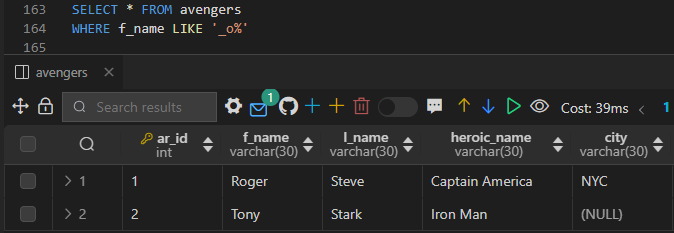 163 SELECT * FROM avengers
164 WHERE f_name LIKE '_o%'
165
avengers
Search results 1 Cost: 39ms 1
ar_id int f_name varchar(30) l_name varchar(30) heroic_name varchar(30) city varchar(30)
1 1 Roger Steve Captain America NYC
2 2 Tony Stark Iron Man (NULL)